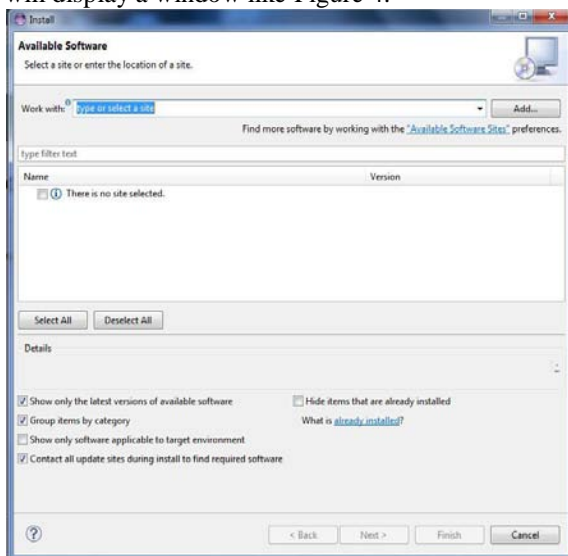 will display a window like Figure 4.
Install
Available Software
Select a site or enter the location of a site.
Work with: type or select a site
Add...
Find more software by working with the "Available Software Sites" preferences.
type filter text
Name Version
There is no site selected.
Select All Deselect All
Details
Show only the latest versions of available software
Hide items that are already installed
Group items by category
What is already installed?
Show only software applicable to target environment
Contact all update sites during install to find required software
< Back Next > Finish Cancel